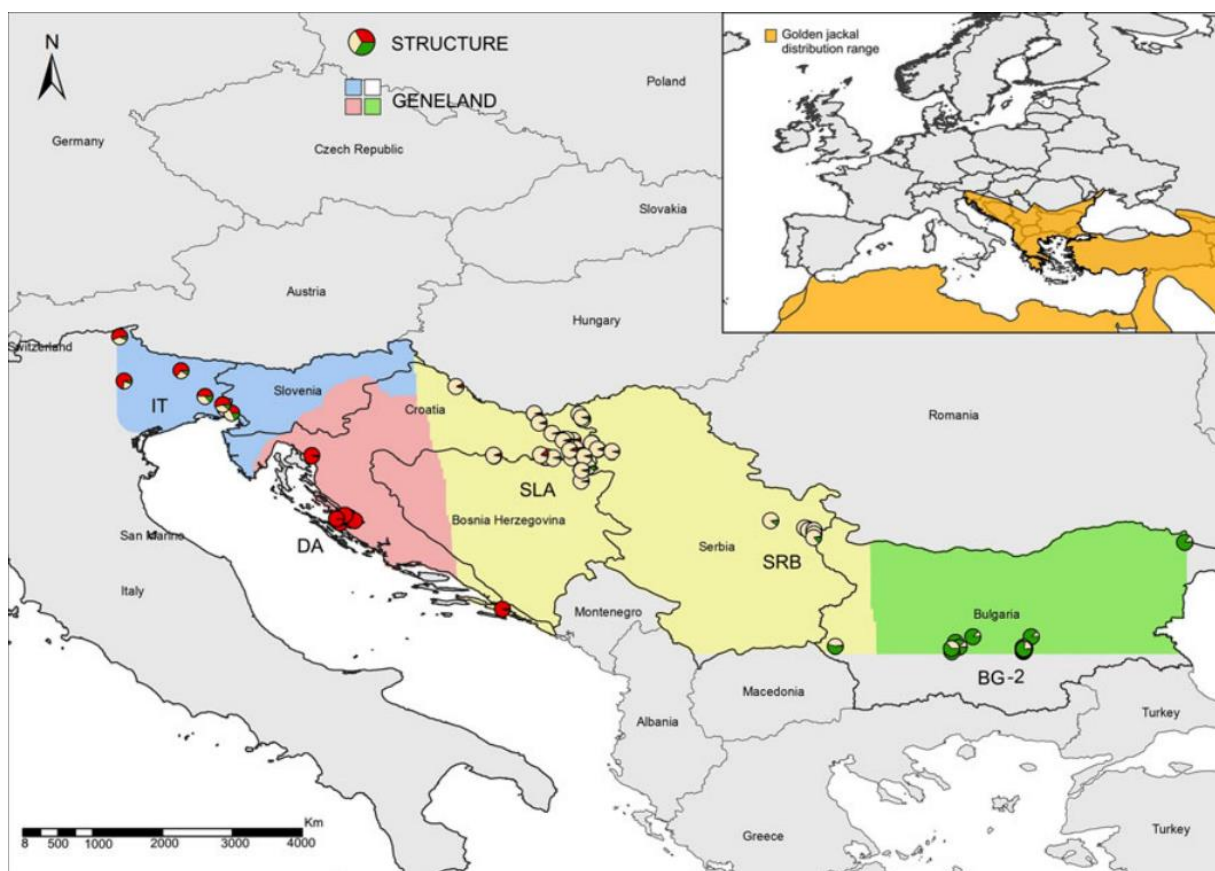 N
STRUCTURE
GENELAND
Golden jackal
distribution range
Poland
Germany
Czech Republic
Slovakia
Austria
Hungary
Switzerland
Slovenia
IT
Croatia
Romania
SLA
Bosnia Herzegovina
DA
San Marino
Serbia
SRB
Italy
Montenegro
Bulgaria
BG-2
Macedonia
Albania
Turkey
Greece
Turkey
Km
8 500 1000 2000 3000 4000